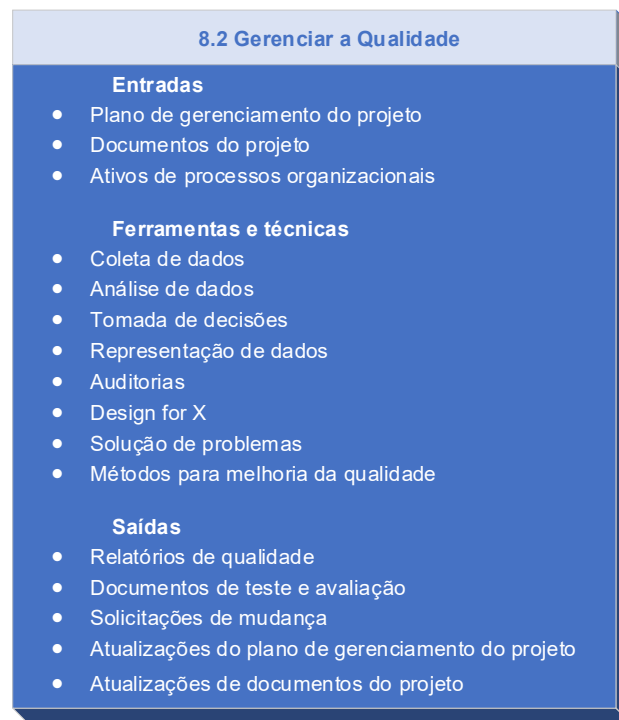 8.2 Gerenciar a Qualidade
Entradas
• Plano de gerenciamento do projeto
• Documentos do projeto
• Ativos de processos organizacionais
Ferramentas e técnicas
• Coleta de dados
• Análise de dados
• Tomada de decisões
• Representação de dados
• Auditorias
• Design for X
• Solução de problemas
• Métodos para melhoria da qualidade
Saídas
• Relatórios de qualidade
• Documentos de teste e avaliação
• Solicitações de mudança
• Atualizações do plano de gerenciamento do projeto
• Atualizações de documentos do projeto